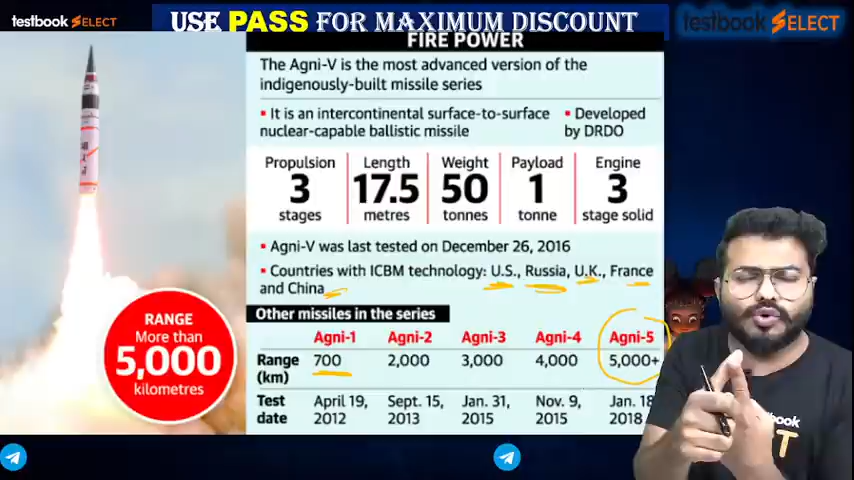 testbook SELECT
USE PASS FOR MAXIMUM DISCOUNT
testbook SELECT
FIRE POWER
The Agni-V is the most advanced version of the
indigenously-built missile series
It is an intercontinental surface-to-surface
nuclear-capable ballistic missile
Developed
by DRDO
Propulsion
3
stages
Length
17.5
metres
Weight
50
tonnes
Payload
1
tonne
Engine
3
stage solid
Agni-V was last tested on December 26, 2016
Countries with ICBM technology: U.S., Russia, U.K., France
and China
RANGE
More than
5,000
kilometres
Other missiles in the series
Agni-1 Agni-2 Agni-3 Agni-4 Agni-5
Range 700 2,000 3,000 4,000 5,000+
(km)
Test April 19, Sept. 15, Jan. 31, Nov. 9, Jan. 18
date 2012 2013 2015 2015 2018